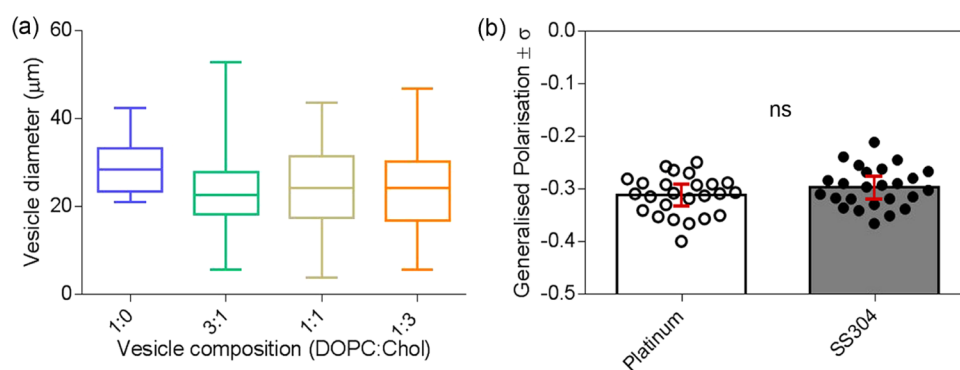 (a)
Vesicle diameter (μm)
60
40
20
0
1:0
3:1
1:1
1:3
Vesicle composition (DOPC:Chol)
(b)
Generalised Polarisation ± σ
0.0
-0.1
-0.2
-0.3
-0.4
-0.5
ns
Platinum
SS304